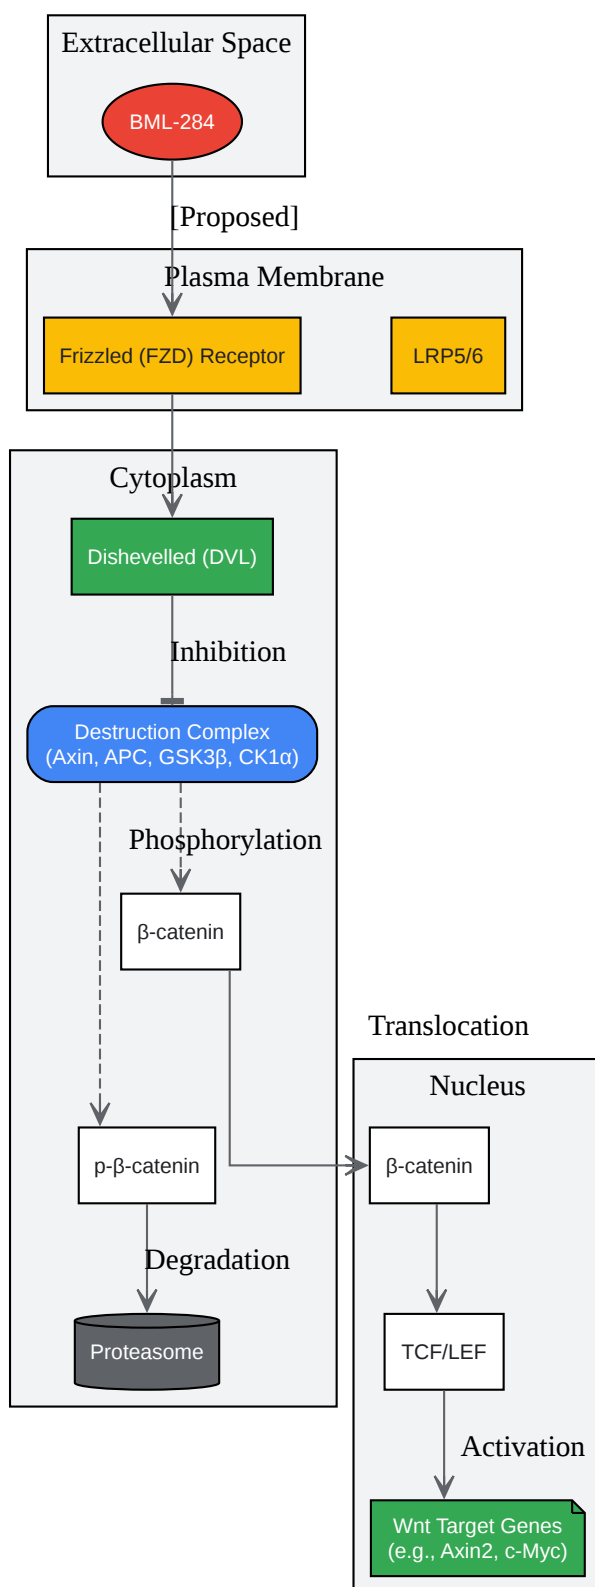 Extracellular Space
BML-284
[Proposed]
Plasma Membrane
Frizzled (FZD) Receptor
LRP5/6
Cytoplasm
Dishevelled (DVL)
Inhibition
Destruction Complex
(Axin, APC, GSK3β, CK1α)
Phosphorylation
β-catenin
Translocation
Nucleus
p-β-catenin
β-catenin
Degradation
Proteasome
TCF/LEF
Activation
Wnt Target Genes
(e.g., Axin2, c-Myc)